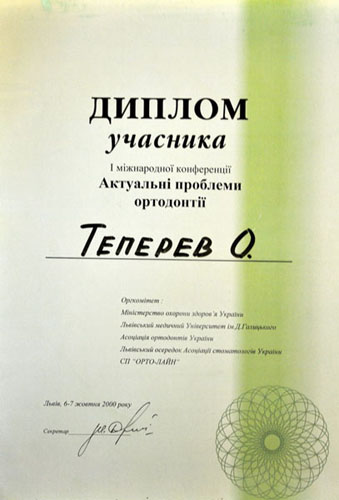 ДИПЛОМ
учасника
І міжнародної конференції
Актуальні проблеми
ортодонтії
ТЕПЕРЕВ О.
Оргкомітет :
Міністерство охорони здоров'я України
Львівський медичний Університет ім.Д.Галицького
Асоціація ортодонтів України
Львівський осередок Асоціації стоматологів України
СП "ОРТО-ЛАЙН"
Львів, 6-7 жовтня 2000 року
Секретар